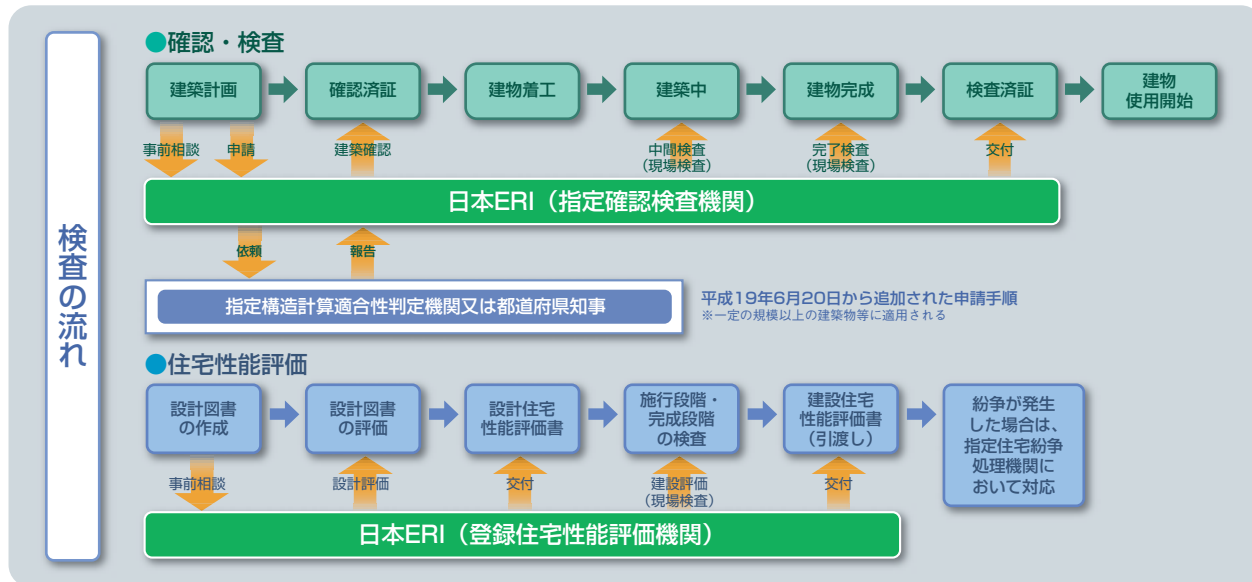 検査の流れ
●確認・検査
建築計画
確認済証
建物着工
建築中
建物完成
検査済証
建物
使用開始
事前相談
申請
建築確認
中間検査
(現場検査)
完了検査
(現場検査)
交付
日本ERI(指定確認検査機関)
依頼
報告
指定構造計算適合性判定機関又は都道府県知事
平成19年6月20日から追加された申請手順
※一定の規模以上の建築物等に適用される
●住宅性能評価
設計図書
の作成
設計図書
の評価
設計住宅
性能評価書
施行段階・
完成段階
の検査
建設住宅
性能評価書
(引渡し)
紛争が発生
した場合は、
指定住宅紛争
処理機関に
おいて対応
事前相談
設計評価
交付
建設評価
(現場検査)
交付
日本ERI(登録住宅性能評価機関)